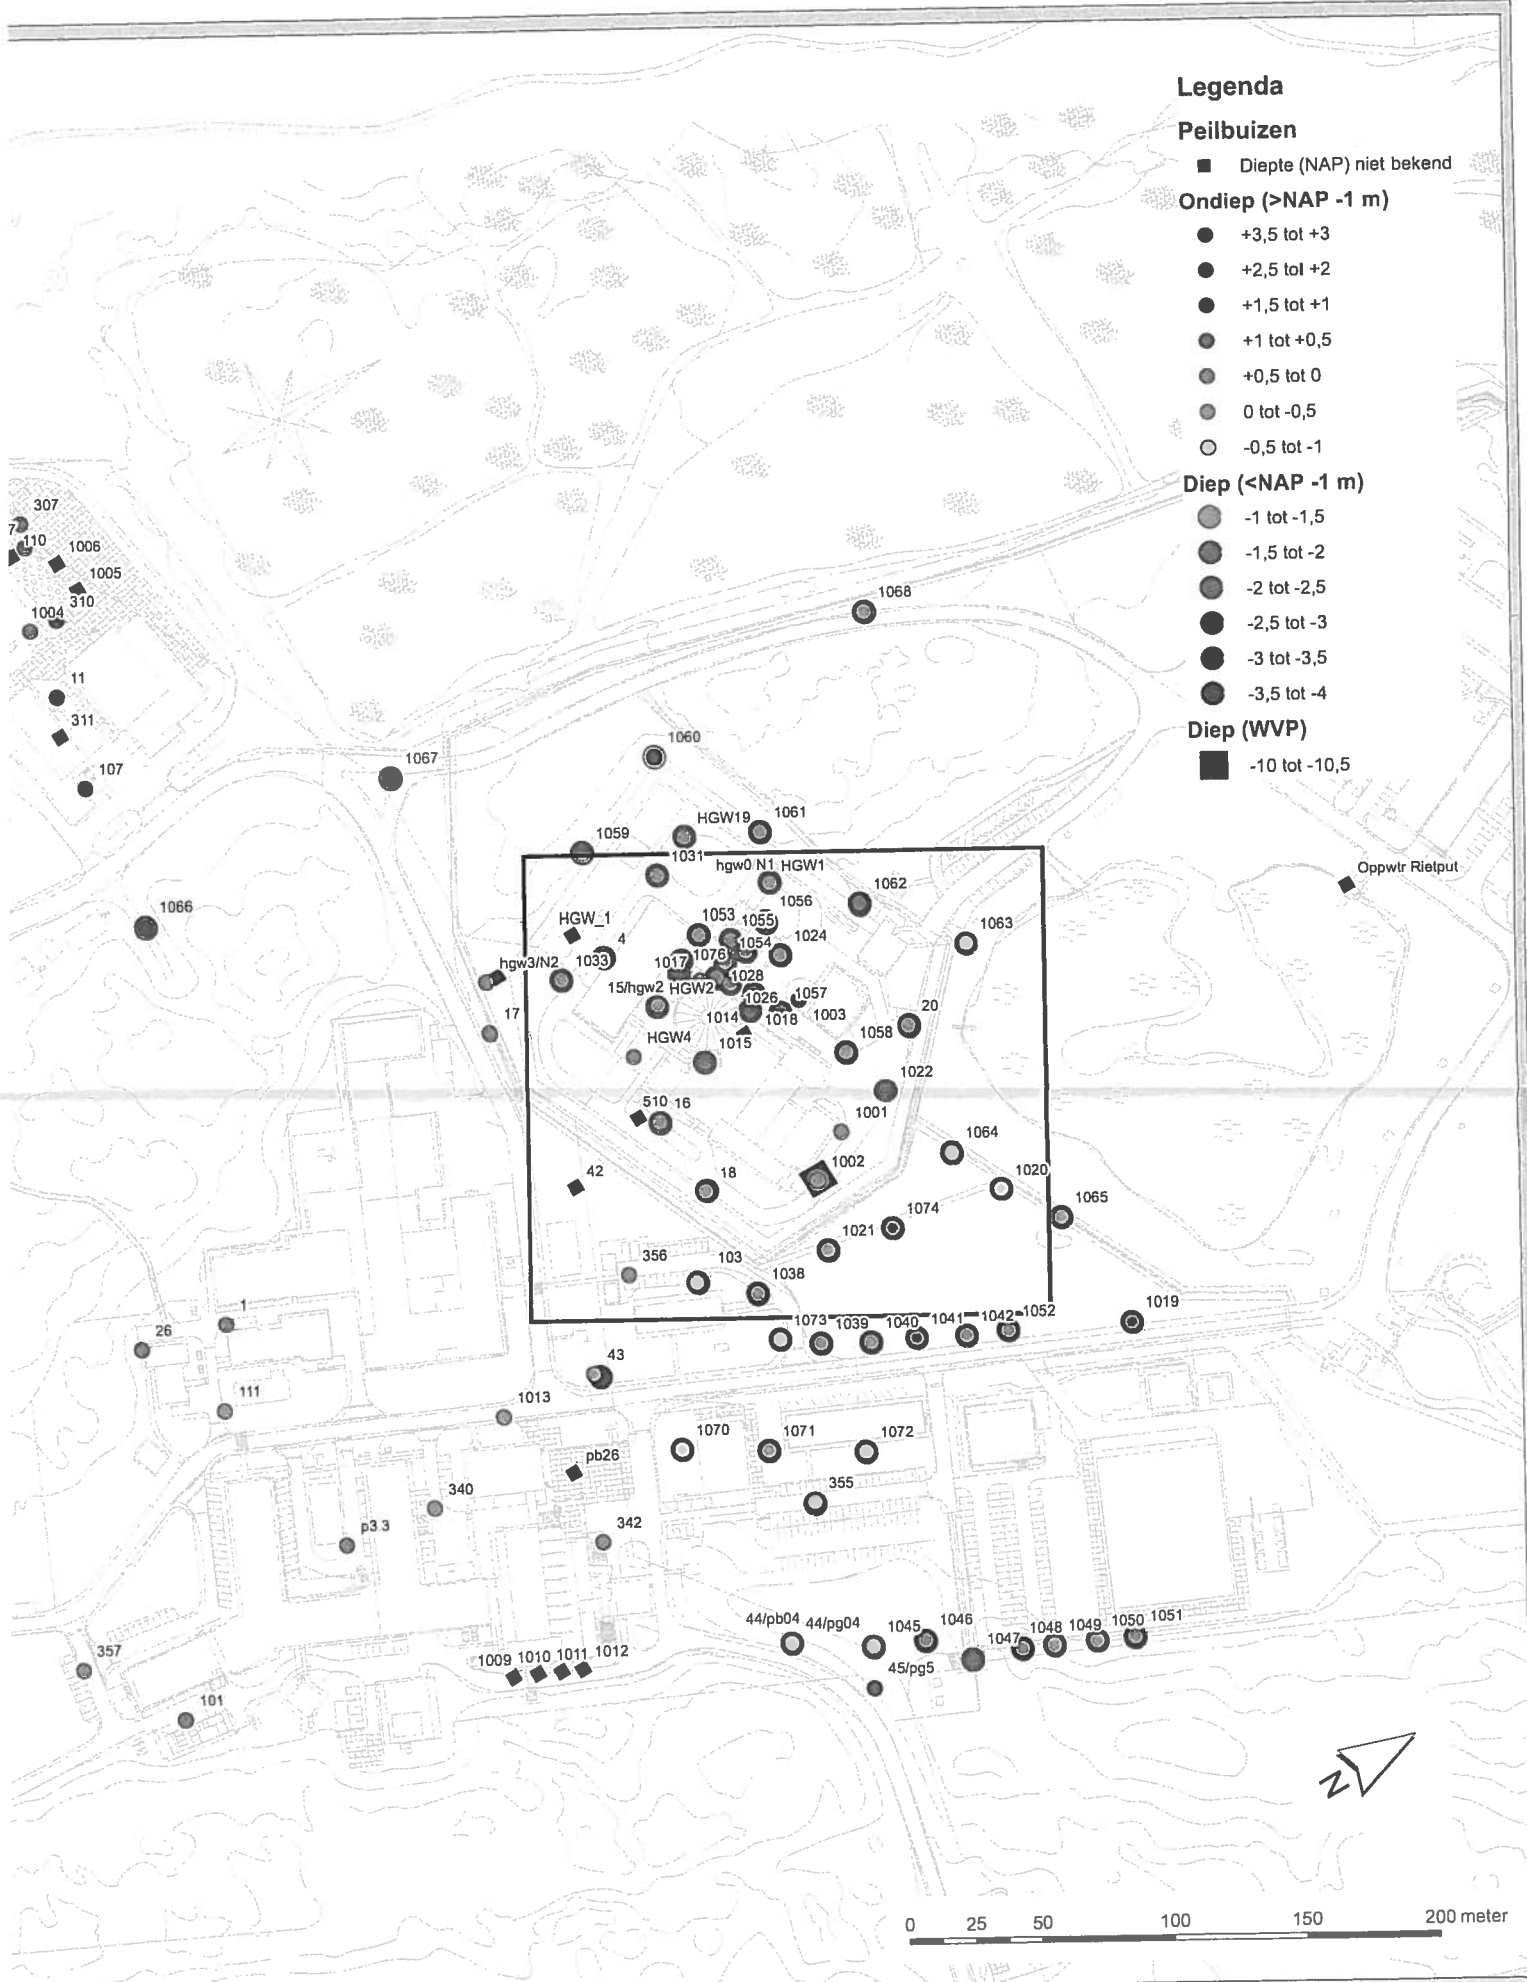 Legenda
Peilbuizen
Diepte (NAP) niet bekend
Ondiep (>NAP -1 m)
+3,5 tot +3
+2,5 tot +2
+1,5 tot +1
+1 tot +0,5
+0,5 tot 0
0 tot -0,5
-0,5 tot -1
Diep (<NAP -1 m)
-1 tot -1,5
-1,5 tot -2
-2 tot -2,5
-2,5 tot -3
-3 tot -3,5
-3,5 tot -4
Diep (WVP)
-10 tot -10,5
307
7
110
1006
1005
310
1004
11
311
107
1068
1067
1060
HGW19
1061
1059
1031
hgw0/N1 HGW1
1062
Oppwtr Rietput
1066
HGW_1
4
1053
1056
1055
1054
1024
1063
hgw3/N2
1033
1017
1076
1028
15/hgw2
HGW2
1026
1057
17
1014
1018
1003
20
HGW4
1015
1058
1022
510
16
1001
1064
42
18
1002
1020
1065
1074
1021
356
103
1038
1
26
1073
1039
1040
1041
1042
1052
1019
43
111
1013
1070
1071
1072
pb26
355
340
p3.3
342
44/pb04
44/pg04
1045
1046
1047
1048
1049
1050
1051
357
1009
1010
1011
1012
45/pg5
101
N
0
25
50
100
150
200 meter